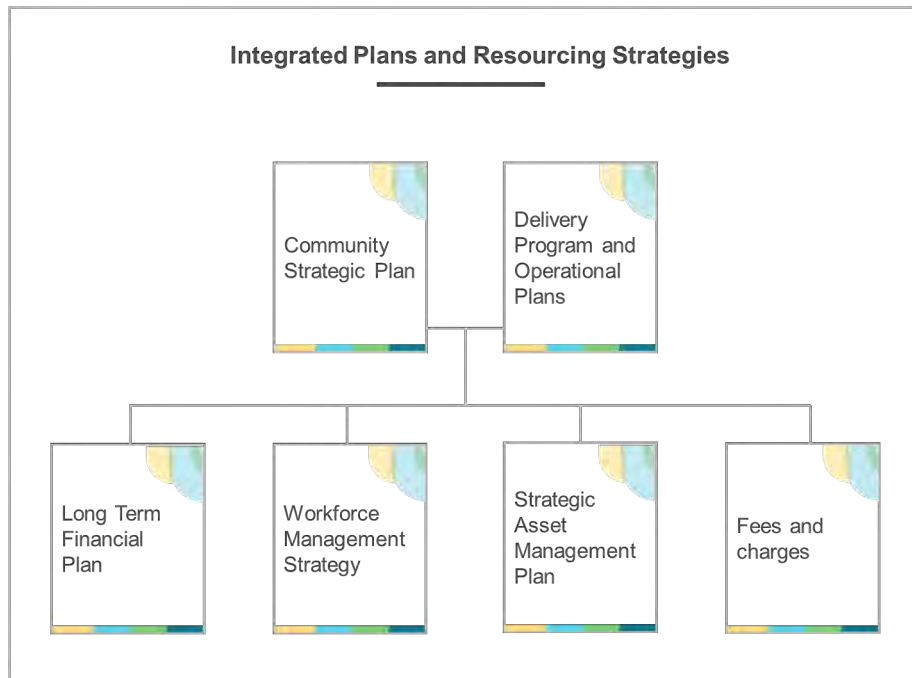 Integrated Plans and Resourcing Strategies
Community
Strategic Plan
Delivery
Program and
Operational
Plans
Long Term
Financial
Plan
Workforce
Management
Strategy
Strategic
Asset
Management
Plan
Fees and
charges